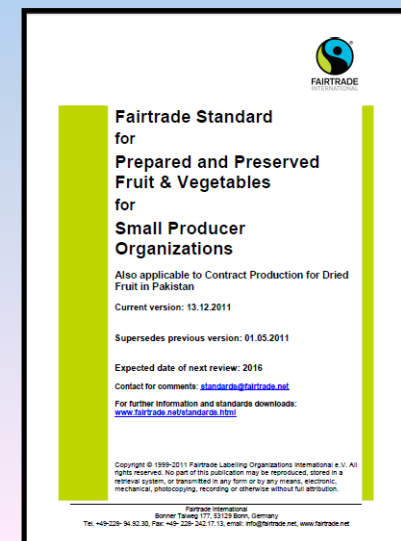 FAIRTRADE
INTERNATIONAL
Fairtrade Standard
for
Prepared and Preserved
Fruit & Vegetables
for
Small Producer
Organizations
Also applicable to Contract Production for Dried
Fruit in Pakistan
Current version: 13.12.2011
Supersedes previous version: 01.05.2011
Expected date of next review: 2016
Contact for comments: standards@fairtrade.net
For further information and standards downloads:
www.fairtrade.net/standards.html
Copyright © 1999-2011 Fairtrade Labelling Organizations International e.V. All
rights reserved. No part of this publication may be reproduced, stored in a
retrieval system, or transmitted in any form or by any means, electronic,
mechanical, photocopying, recording or otherwise without full attribution.
Fairtrade International
Bonner Talweg 177, 53129 Bonn, Germany
Tel. +49-228- 94.92.30, Fax: +49- 228- 242.17.13, email: info@fairtrade.net, www.fairtrade.net